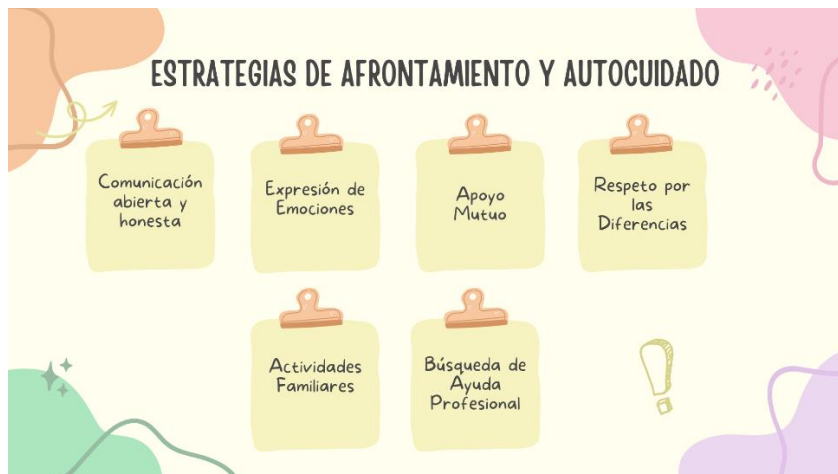 ESTRATEGIAS DE AFRONTAMIENTO Y AUTOCUIDADO
Comunicación
abierta y
honesta
Expresión de
Emociones
Apoyo
Mutuo
Respeto por
las
Diferencias
Actividades
Familiares
Búsqueda de
Ayuda
Profesional